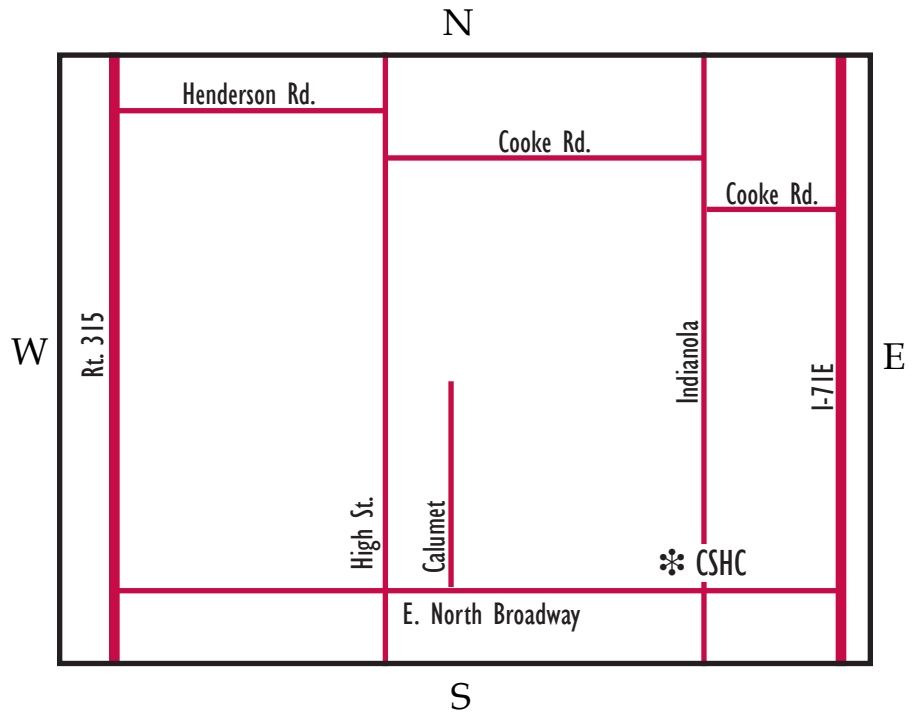 N
Henderson Rd.
Cooke Rd.
Cooke Rd.
W
Rt. 315
Indianola
I-71E
E
High St.
Calumet
CSHC
E. North Broadway
S